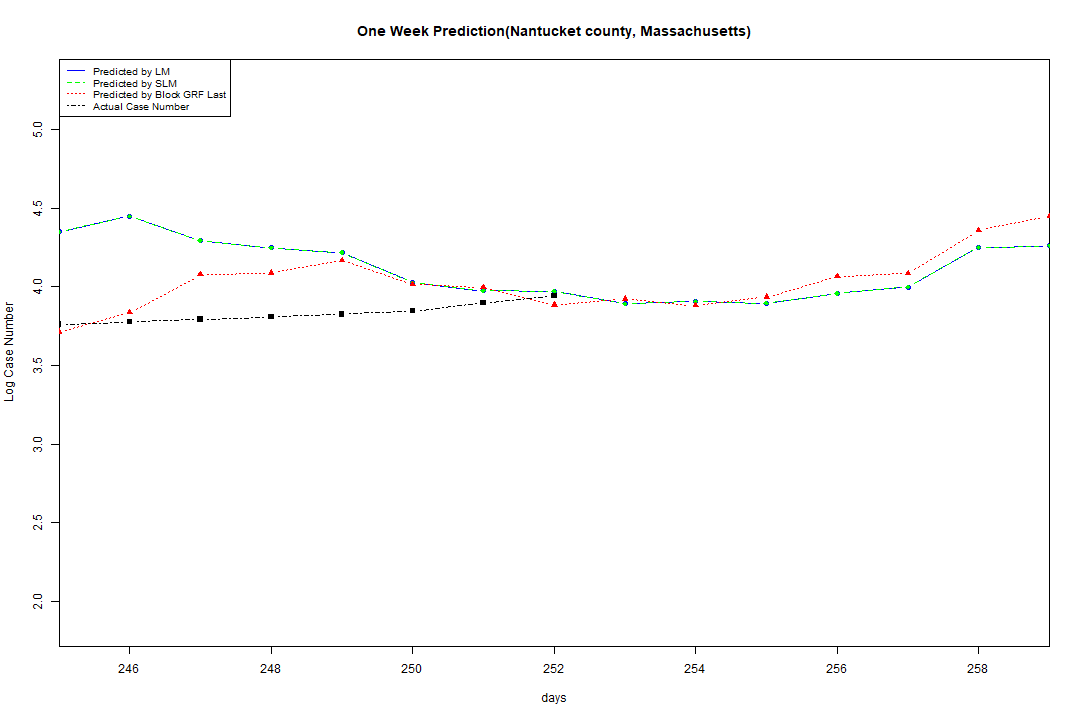 One Week Prediction(Nantucket county, Massachusetts)
Predicted by LM
Predicted by SLM
Predicted by Block GRF Last
Actual Case Number
5.0
4.5
4.0
3.5
3.0
2.5
2.0
Log Case Number
246 248 250 252 254 256 258
days